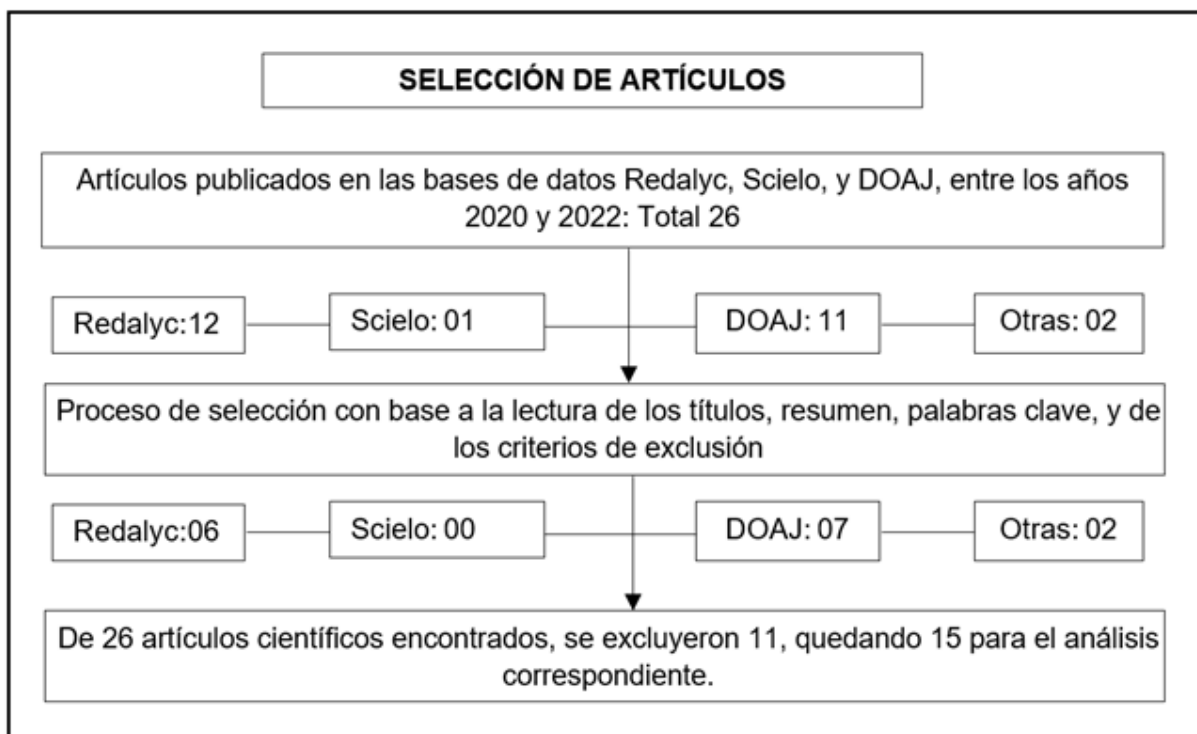 SELECCIÓN DE ARTÍCULOS
Artículos publicados en las bases de datos Redalyc, Scielo, y DOAJ, entre los años
2020 y 2022: Total 26
Redalyc:12
Scielo: 01
DOAJ: 11
Otras: 02
Proceso de selección con base a la lectura de los títulos, resumen, palabras clave, y de
los criterios de exclusión
Redalyc:06
Scielo: 00
DOAJ: 07
Otras: 02
De 26 artículos científicos encontrados, se excluyeron 11, quedando 15 para el análisis
correspondiente.